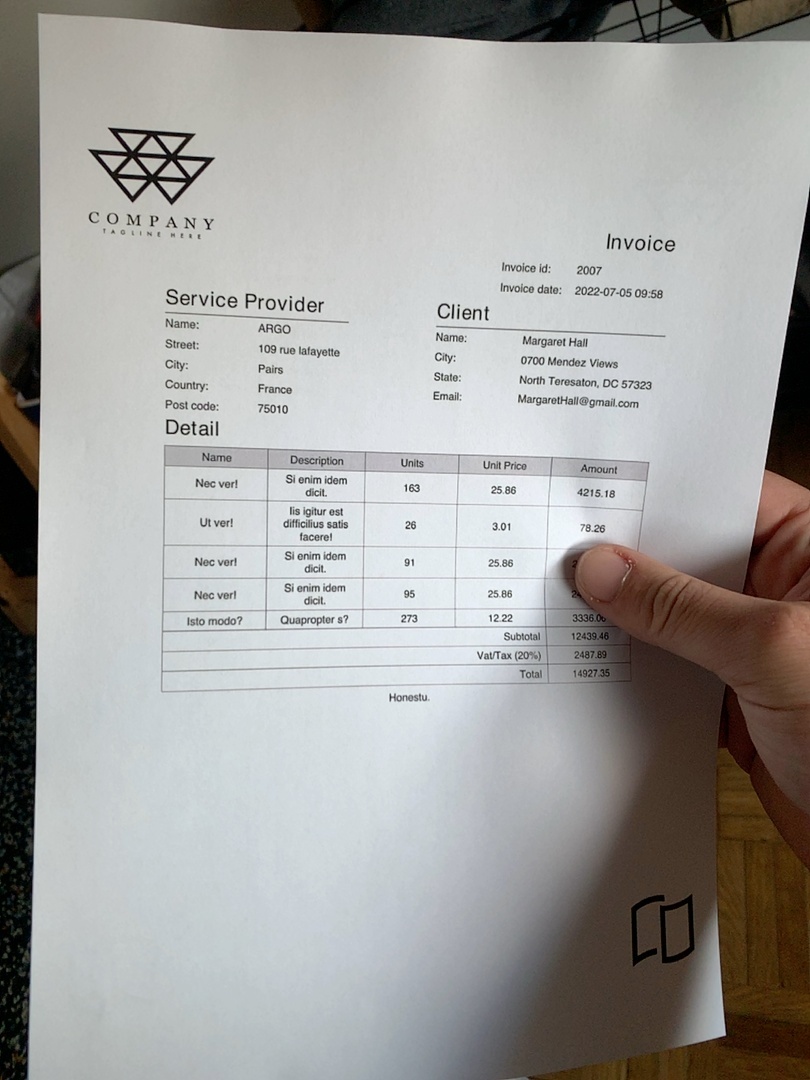 COMPANY
TAGLINE HERE
Invoice
Invoice id: 2007
Invoice date: 2022-07-05 09:58
Service Provider
Name: ARGO
Street: 109 rue lafayette
City: Pairs
Country: France
Post code: 75010
Client
Name: Margaret Hall
City: 0700 Mendez Views
State: North Teresaton, DC 57323
Email: MargaretHall@gmail.com
Detail
Name Description Units Unit Price Amount
Nec ver! Si enim idem dicit. 163 25.86 4215.18
Ut ver! Iis igitur est difficilius satis facere! 26 3.01 78.26
Nec ver! Si enim idem dicit. 91 25.86
Nec ver! Si enim idem dicit. 95 25.86
Isto modo? Quapropter s? 273 12.22 3336.06
Subtotal 12439.46
Vat/Tax (20%) 2487.89
Total 14927.35
Honestu.